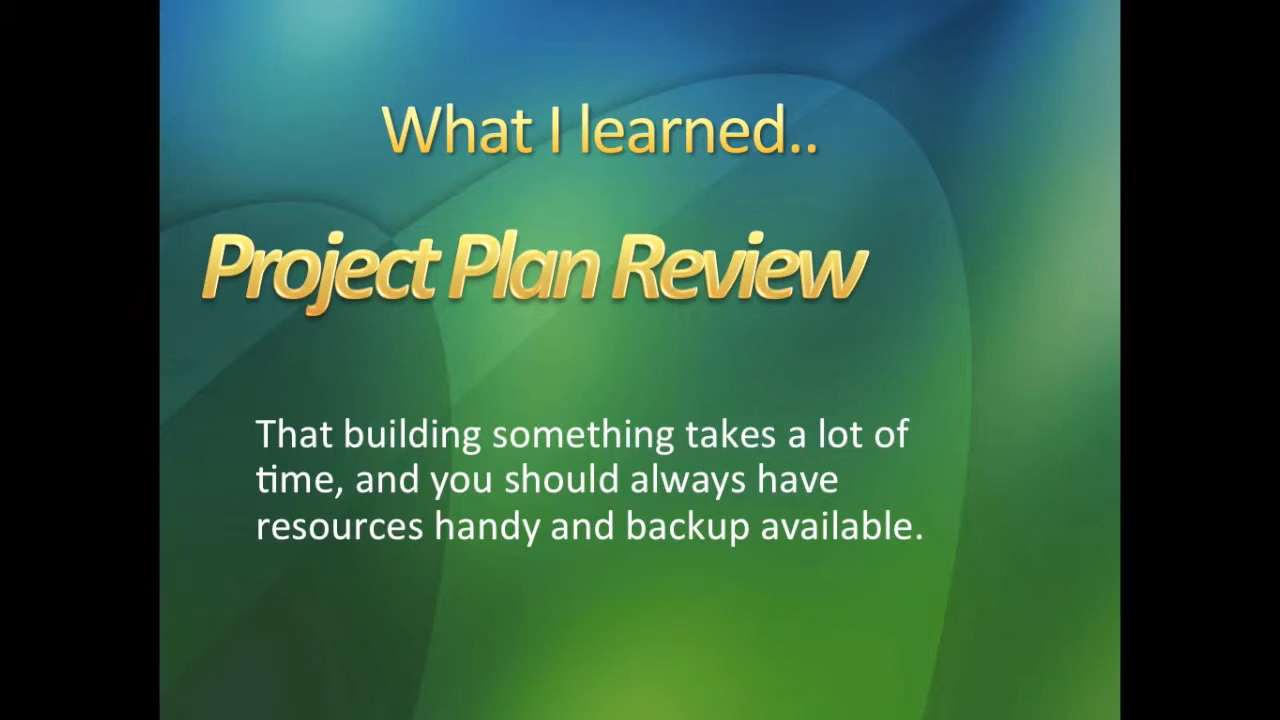 What I learned..
Project Plan Review
That building something takes a lot of
time, and you should always have
resources handy and backup available.